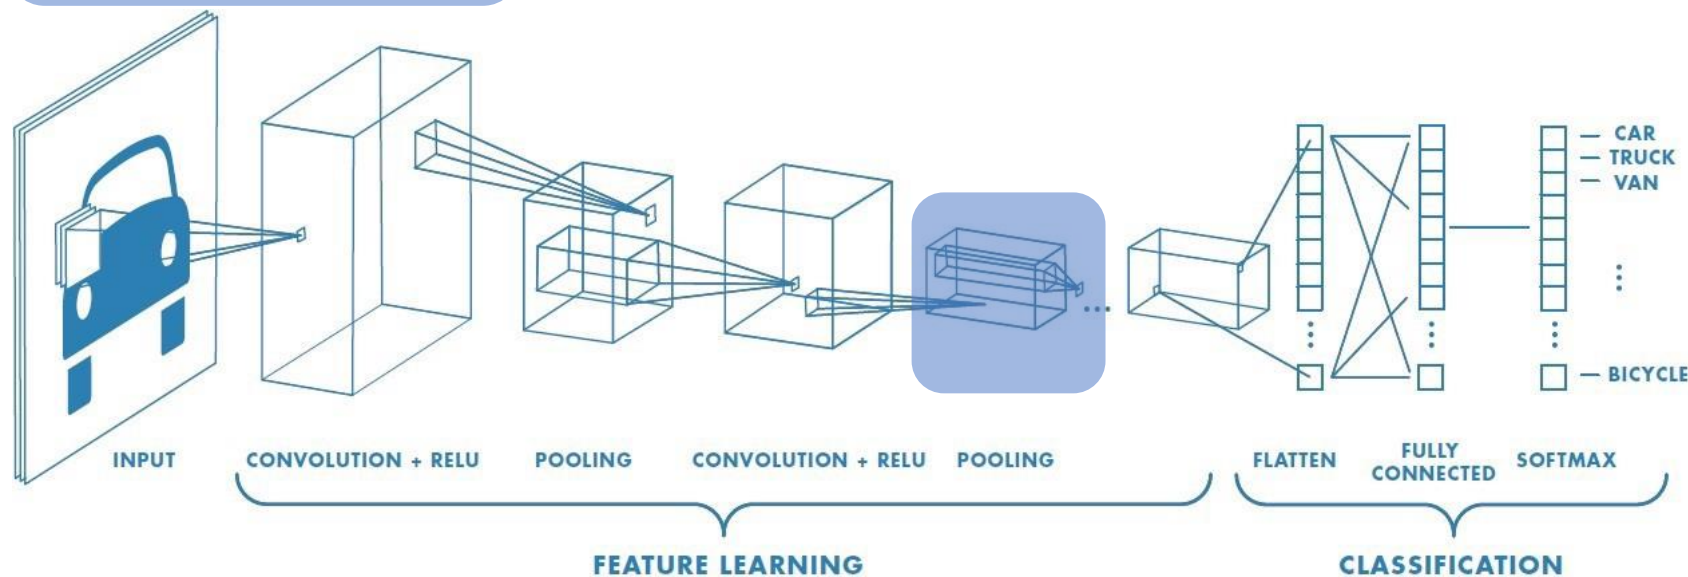 CAR
TRUCK
VAN
BICYCLE
INPUT
CONVOLUTION + RELU
POOLING
CONVOLUTION + RELU
POOLING
FLATTEN
FULLY
CONNECTED
SOFTMAX
FEATURE LEARNING
CLASSIFICATION